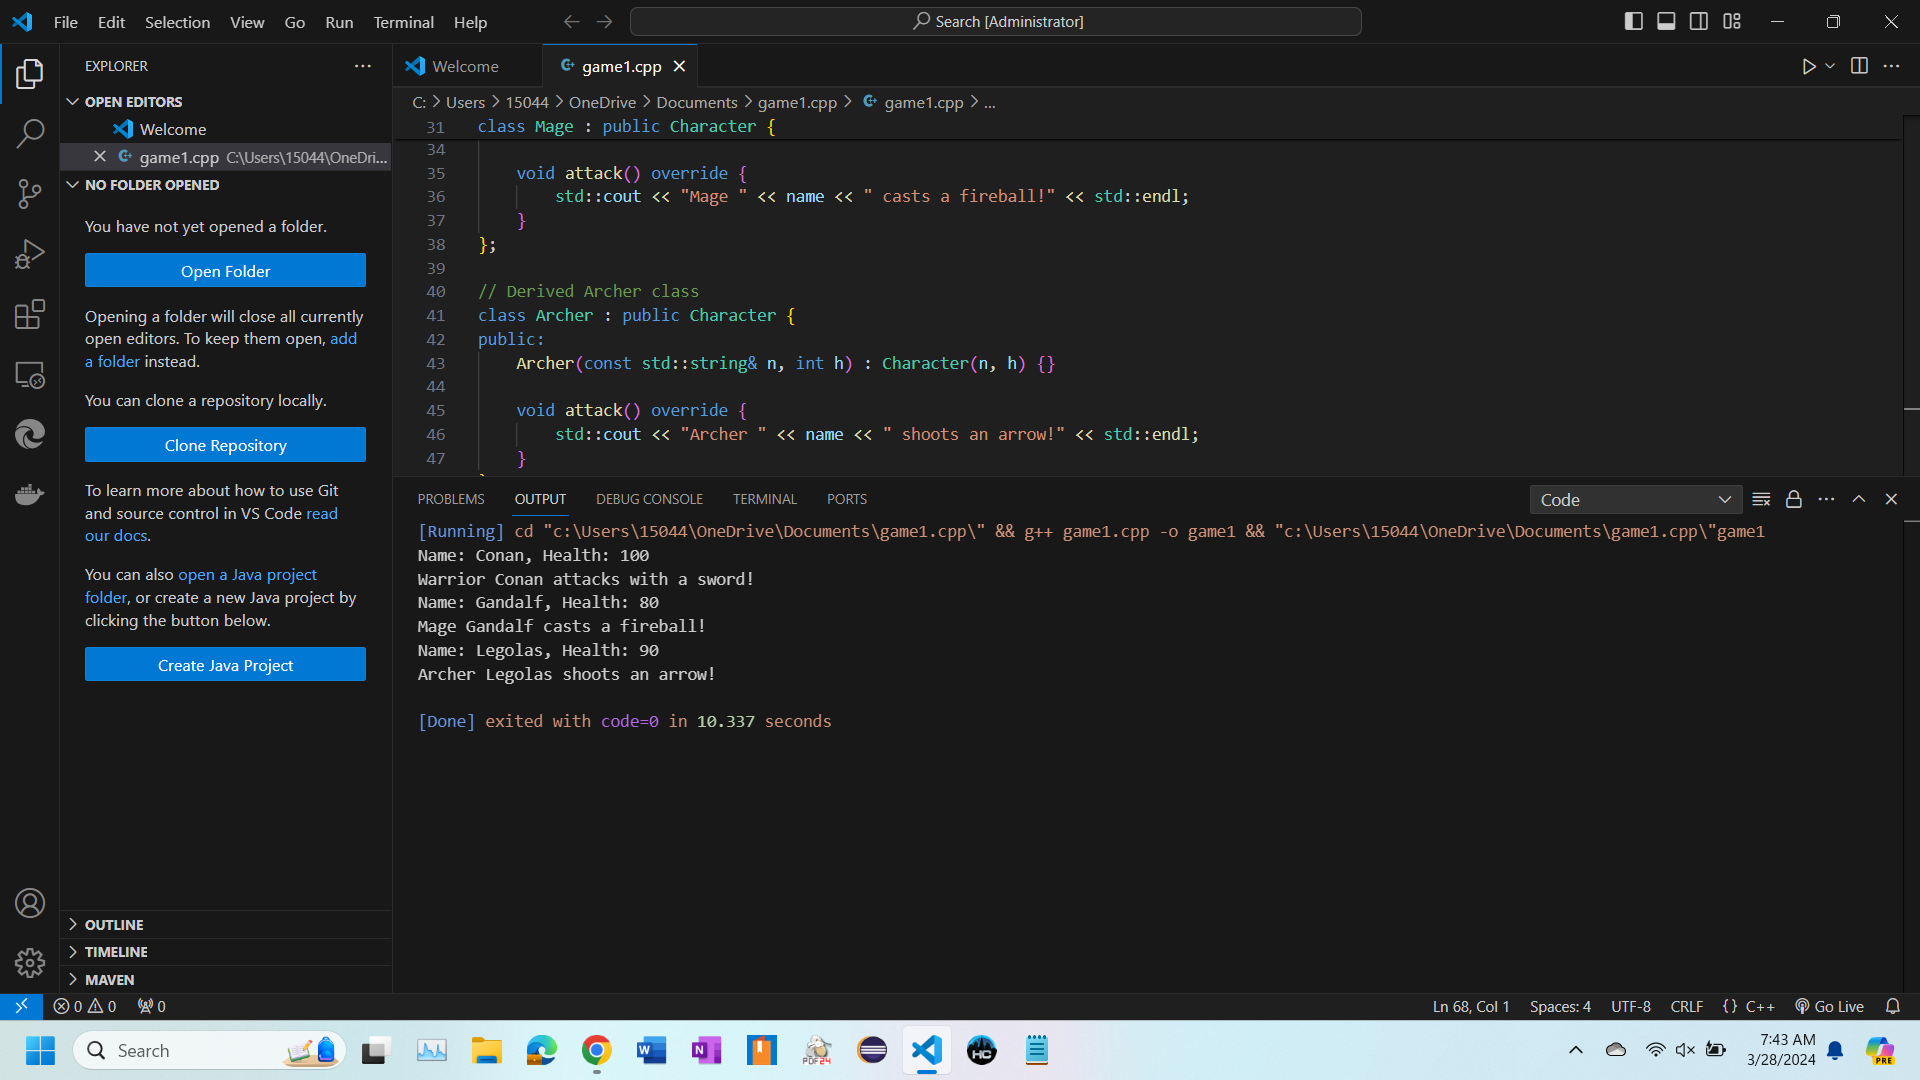 File Edit Selection View Go Run Terminal Help
Search [Administrator]
EXPLORER
OPEN EDITORS
Welcome
game1.cpp C:\Users\15044\OneDri...
NO FOLDER OPENED
You have not yet opened a folder.
Open Folder
Opening a folder will close all currently
open editors. To keep them open, add
a folder instead.
You can clone a repository locally.
Clone Repository
To learn more about how to use Git
and source control in VS Code read
our docs.
You can also open a Java project
folder, or create a new Java project by
clicking the button below.
Create Java Project
OUTLINE
TIMELINE
MAVEN
Welcome game1.cpp
C: > Users > 15044 > OneDrive > Documents > game1.cpp > game1.cpp > ...
31 class Mage : public Character {
34
35 void attack() override {
36 std::cout << "Mage " << name << " casts a fireball!" << std::endl;
37 }
38 };
39
40 // Derived Archer class
41 class Archer : public Character {
42 public:
43 Archer(const std::string& n, int h) : Character(n, h) {}
44
45 void attack() override {
46 std::cout << "Archer " << name << " shoots an arrow!" << std::endl;
47 }
PROBLEMS OUTPUT DEBUG CONSOLE TERMINAL PORTS
Code
[Running] cd "c:\Users\15044\OneDrive\Documents\game1.cpp\" && g++ game1.cpp -o game1 && "c:\Users\15044\OneDrive\Documents\game1.cpp\"game1
Name: Conan, Health: 100
Warrior Conan attacks with a sword!
Name: Gandalf, Health: 80
Mage Gandalf casts a fireball!
Name: Legolas, Health: 90
Archer Legolas shoots an arrow!
[Done] exited with code=0 in 10.337 seconds
0 0 0
Ln 68, Col 1 Spaces: 4 UTF-8 CRLF {} C++ Go Live
Search
PDF24
HC
7:43 AM
3/28/2024
PRE